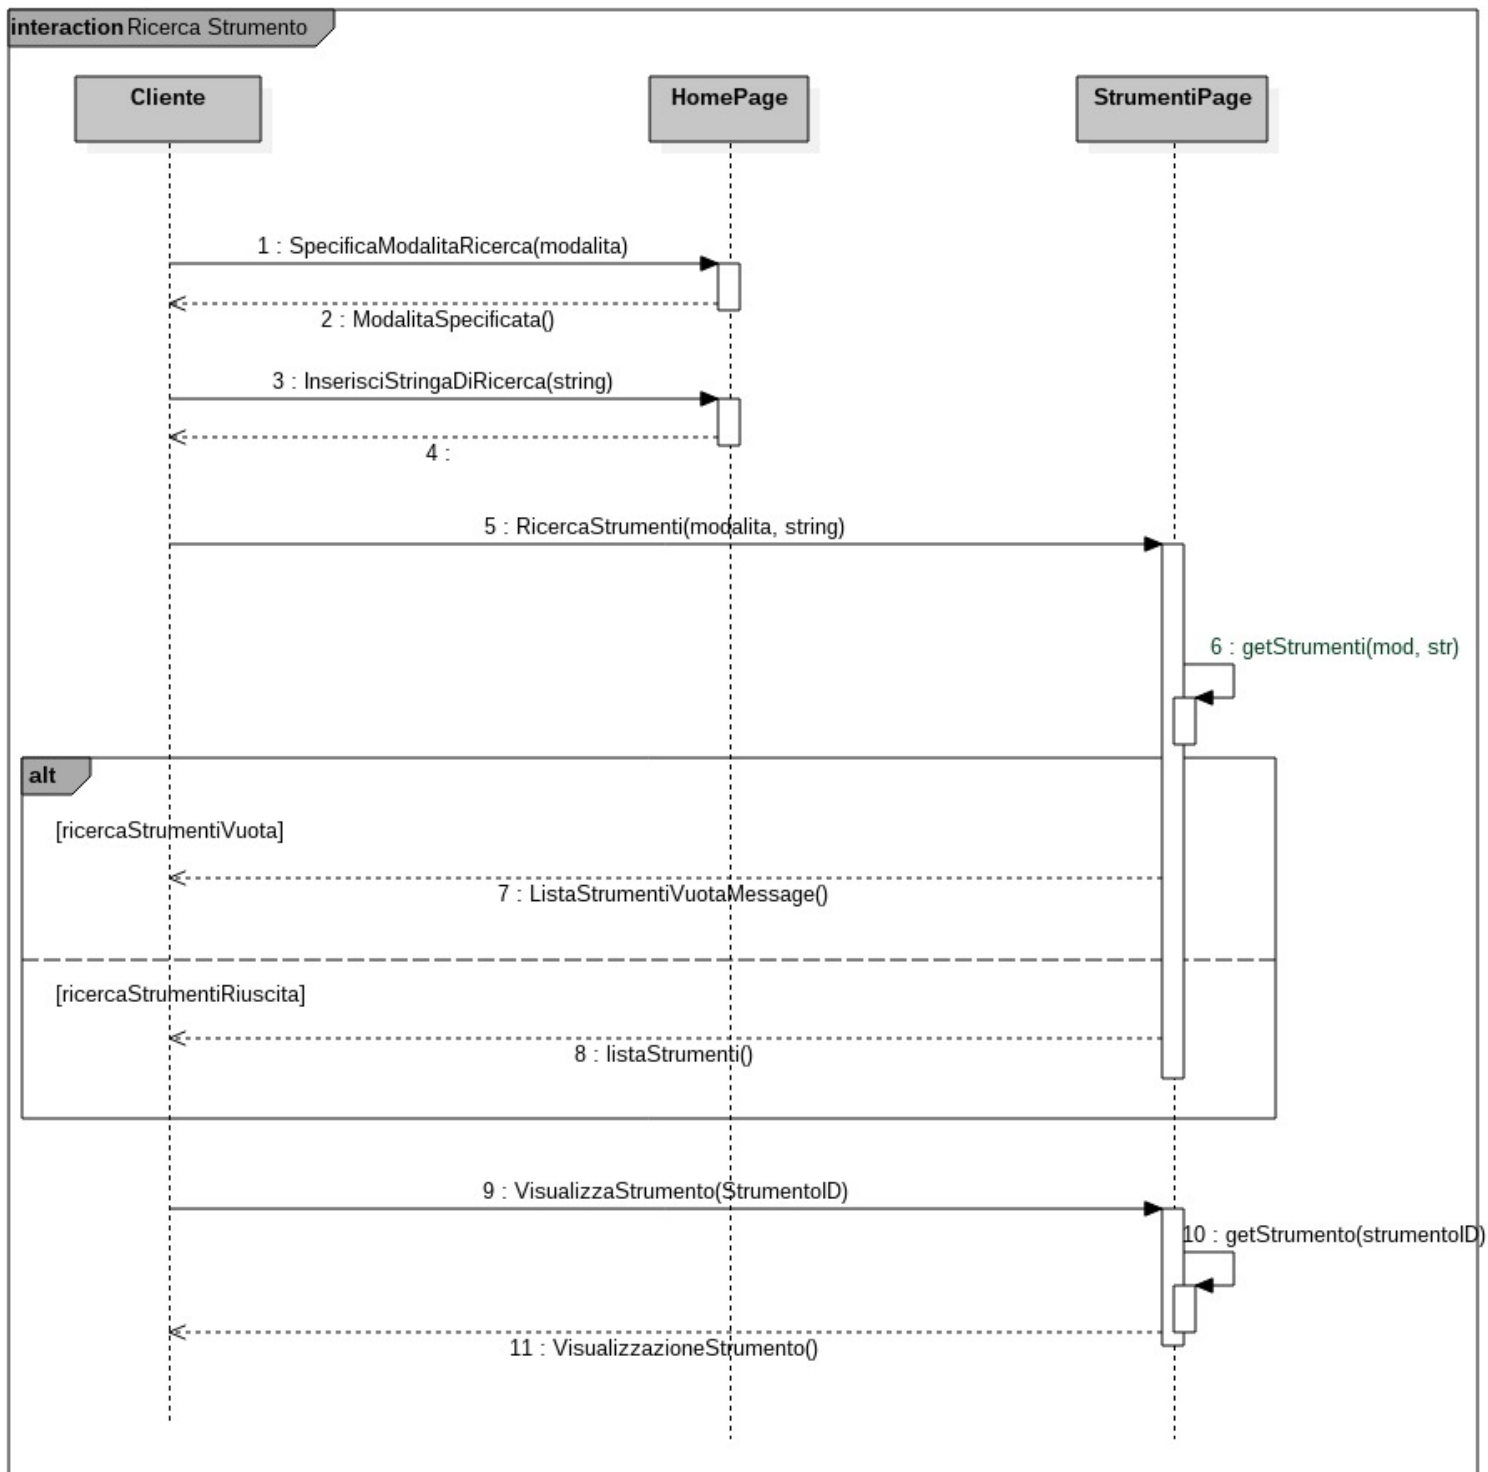 interaction Ricerca Strumento
Cliente
HomePage
StrumentiPage
1 : SpecificaModalitaRicerca(modalita)
2 : ModalitaSpecificata()
3 : InserisciStringaDiRicerca(string)
4 :
5 : RicercaStrumenti(modalita, string)
6 : getStrumenti(mod, str)
alt
[ricercaStrumentiVuota]
7 : ListaStrumentiVuotaMessage()
[ricercaStrumentiRiuscita]
8 : listaStrumenti()
9 : VisualizzaStrumento(StrumentoID)
10 : getStrumento(strumentoID)
11 : VisualizzazioneStrumento()